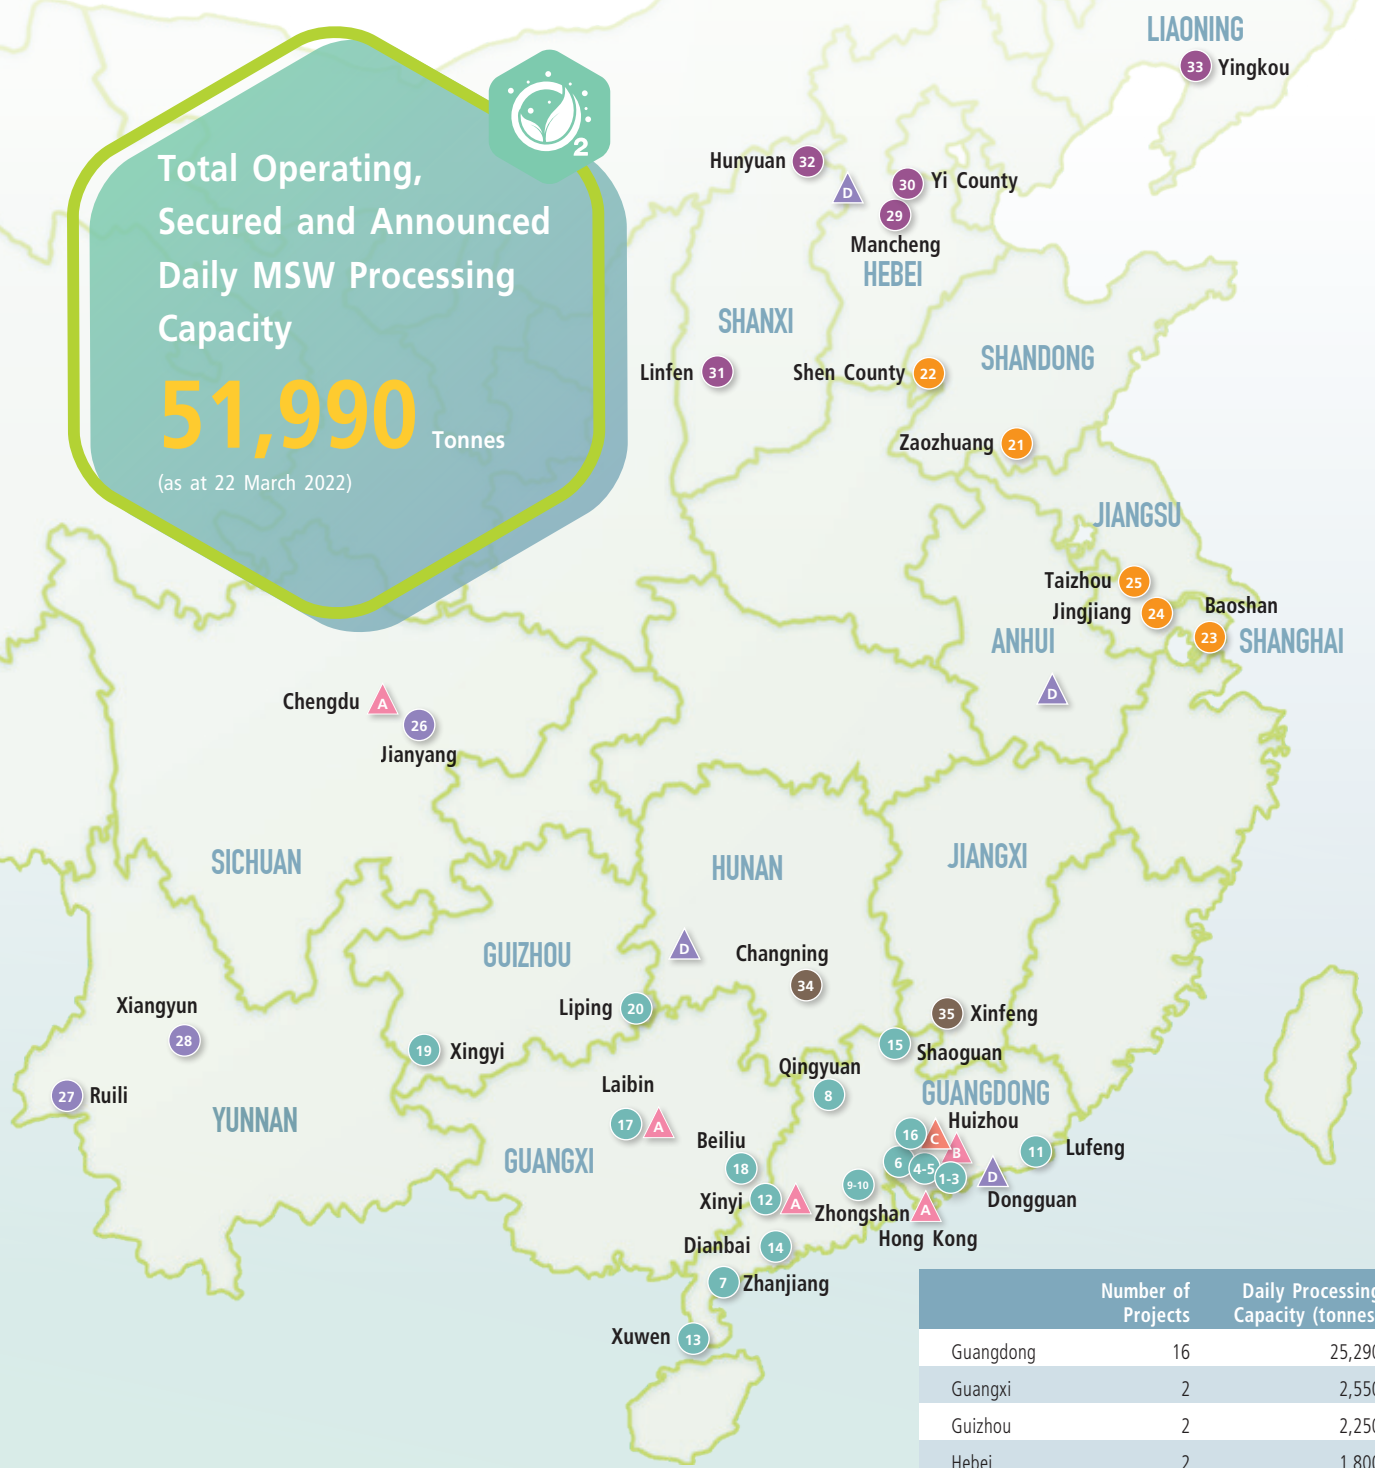 Total Operating,
Secured and Announced
Daily MSW Processing
Capacity
51,990 Tonnes
(as at 22 March 2022)
2
LIAONING
33 Yingkou
Hunyuan 32
D
30 Yi County
29
Mancheng
HEBEI
SHANXI
Linfen 31
Shen County 22
SHANDONG
Zaozhuang 21
JIANGSU
Taizhou 25
Jingjiang 24
Baoshan
23 SHANGHAI
ANHUI
D
Chengdu A
26
Jianyang
SICHUAN
HUNAN
JIANGXI
GUIZHOU
D
Changning
34
Liping 20
35 Xinfeng
Xiangyun
28
19 Xingyi
15 Shaoguan
Qingyuan
8
27 Ruili
YUNNAN
Laibin
17 A
GUANGXI
GUANGDONG
Huizhou
16 C
B
6 4-5 1-3
D
Dongguan
11 Lufeng
Beiliu
18
Xinyi 12 A
9-10
Zhongshan A
Hong Kong
Dianbai 14
7 Zhanjiang
Xuwen 13
Number of Projects
Daily Processing
Capacity (tonnes
Guangdong 16 25,290
Guangxi 2 2,550
Guizhou 2 2,250
Hebei 2 1,800